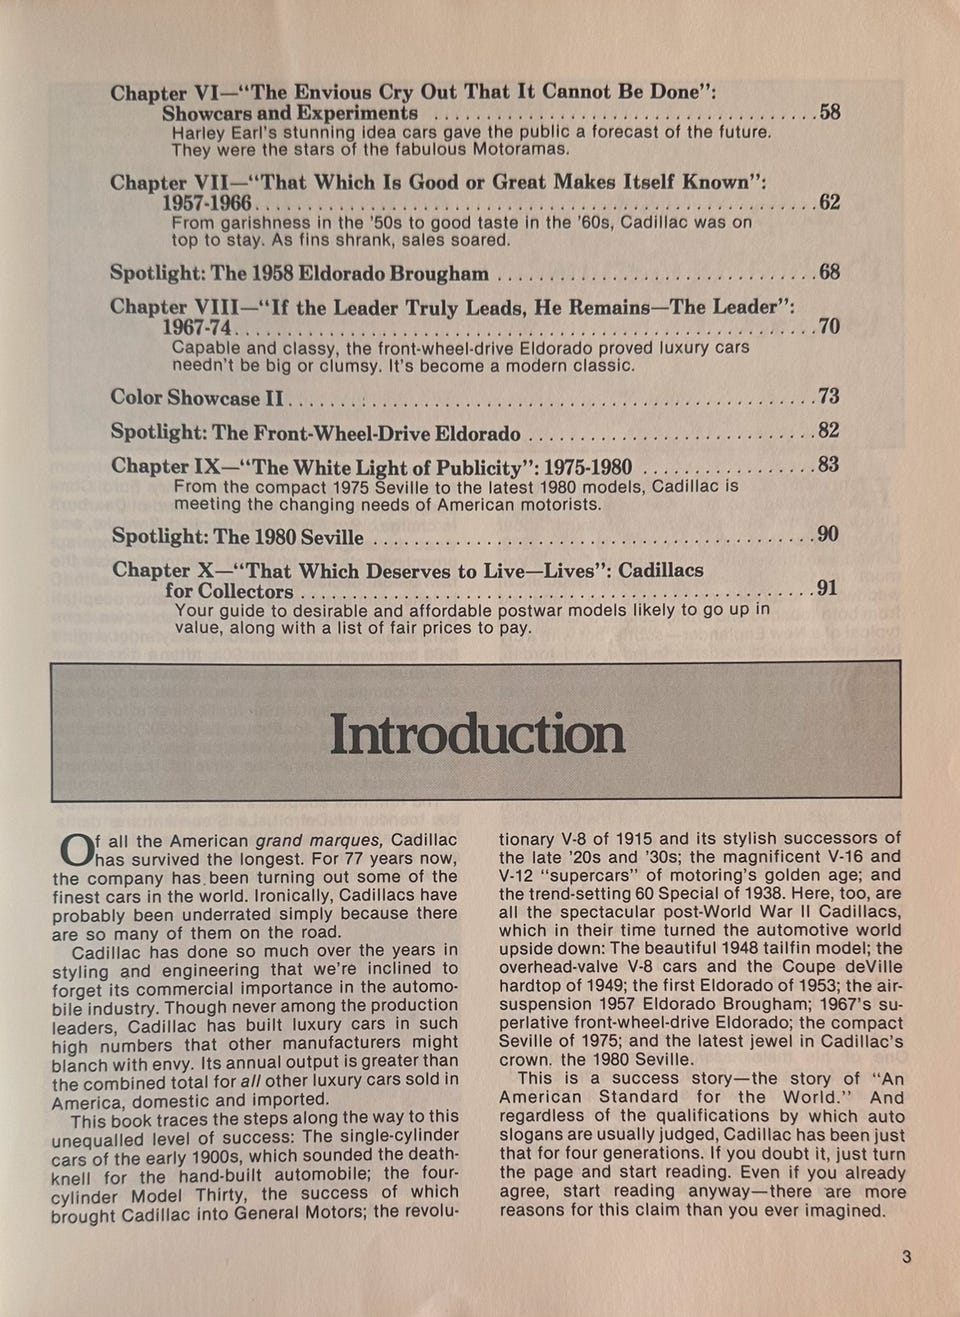 Chapter VI—“The Envious Cry Out That It Cannot Be Done”:
Showcars and Experiments ......................................58
Harley Earl's stunning idea cars gave the public a forecast of the future.
They were the stars of the fabulous Motoramas.
Chapter VII—“That Which Is Good or Great Makes Itself Known”:
1957-1966......................................................62
From garishness in the '50s to good taste in the '60s, Cadillac was on
top to stay. As fins shrank, sales soared.
Spotlight: The 1958 Eldorado Brougham ...............................68
Chapter VIII—“If the Leader Truly Leads, He Remains—The Leader”:
1967-74........................................................70
Capable and classy, the front-wheel-drive Eldorado proved luxury cars
needn't be big or clumsy. It's become a modern classic.
Color Showcase II...................................................73
Spotlight: The Front-Wheel-Drive Eldorado ............................82
Chapter IX—“The White Light of Publicity”: 1975-1980 .................83
From the compact 1975 Seville to the latest 1980 models, Cadillac is
meeting the changing needs of American motorists.
Spotlight: The 1980 Seville ...........................................90
Chapter X—“That Which Deserves to Live—Lives”: Cadillacs
for Collectors ..................................................91
Your guide to desirable and affordable postwar models likely to go up in
value, along with a list of fair prices to pay.
Introduction
Of all the American grand marques, Cadillac
has survived the longest. For 77 years now,
the company has been turning out some of the
finest cars in the world. Ironically, Cadillacs have
probably been underrated simply because there
are so many of them on the road.
Cadillac has done so much over the years in
styling and engineering that we're inclined to
forget its commercial importance in the automo-
bile industry. Though never among the production
leaders, Cadillac has built luxury cars in such
high numbers that other manufacturers might
blanch with envy. Its annual output is greater than
the combined total for all other luxury cars sold in
America, domestic and imported.
This book traces the steps along the way to this
unequalled level of success: The single-cylinder
cars of the early 1900s, which sounded the death-
knell for the hand-built automobile; the four-
cylinder Model Thirty, the success of which
brought Cadillac into General Motors; the revolu-
tionary V-8 of 1915 and its stylish successors of
the late '20s and '30s; the magnificent V-16 and
V-12 “supercars” of motoring's golden age; and
the trend-setting 60 Special of 1938. Here, too, are
all the spectacular post-World War II Cadillacs,
which in their time turned the automotive world
upside down: The beautiful 1948 tailfin model; the
overhead-valve V-8 cars and the Coupe deVille
hardtop of 1949; the first Eldorado of 1953; the air-
suspension 1957 Eldorado Brougham; 1967's su-
perlative front-wheel-drive Eldorado; the compact
Seville of 1975; and the latest jewel in Cadillac's
crown. the 1980 Seville.
This is a success story—the story of “An
American Standard for the World.” And
regardless of the qualifications by which auto
slogans are usually judged, Cadillac has been just
that for four generations. If you doubt it, just turn
the page and start reading. Even if you already
agree, start reading anyway—there are more
reasons for this claim than you ever imagined.
3